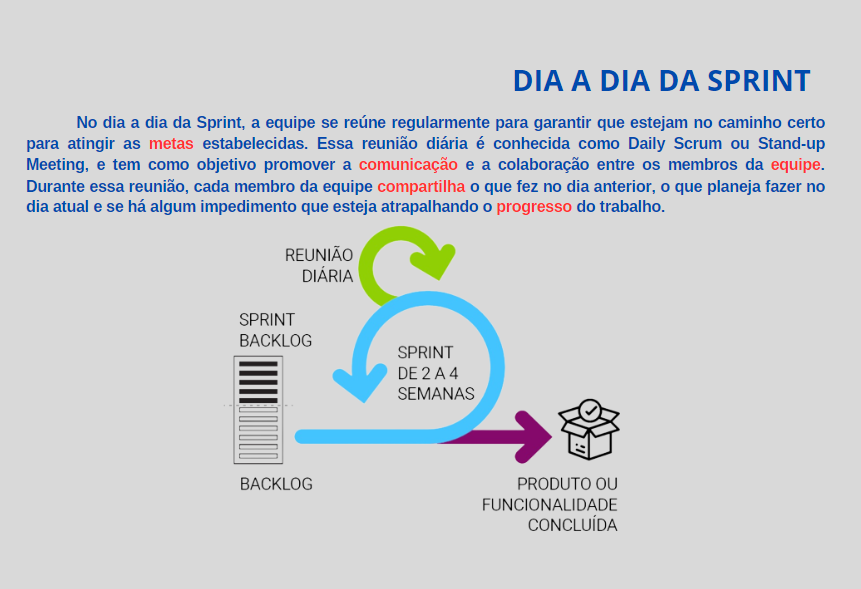 DIA A DIA DA SPRINT
No dia a dia da Sprint, a equipe se reúne regularmente para garantir que estejam no caminho certo
para atingir as metas estabelecidas. Essa reunião diária é conhecida como Daily Scrum ou Stand-up
Meeting, e tem como objetivo promover a comunicação e a colaboração entre os membros da equipe.
Durante essa reunião, cada membro da equipe compartilha o que fez no dia anterior, o que planeja fazer no
dia atual e se há algum impedimento que esteja atrapalhando o progresso do trabalho.
REUNIÃO
DIÁRIA
SPRINT
BACKLOG
SPRINT
DE 2 A 4
SEMANAS
BACKLOG
PRODUTO OU
FUNCIONALIDADE
CONCLUÍDA